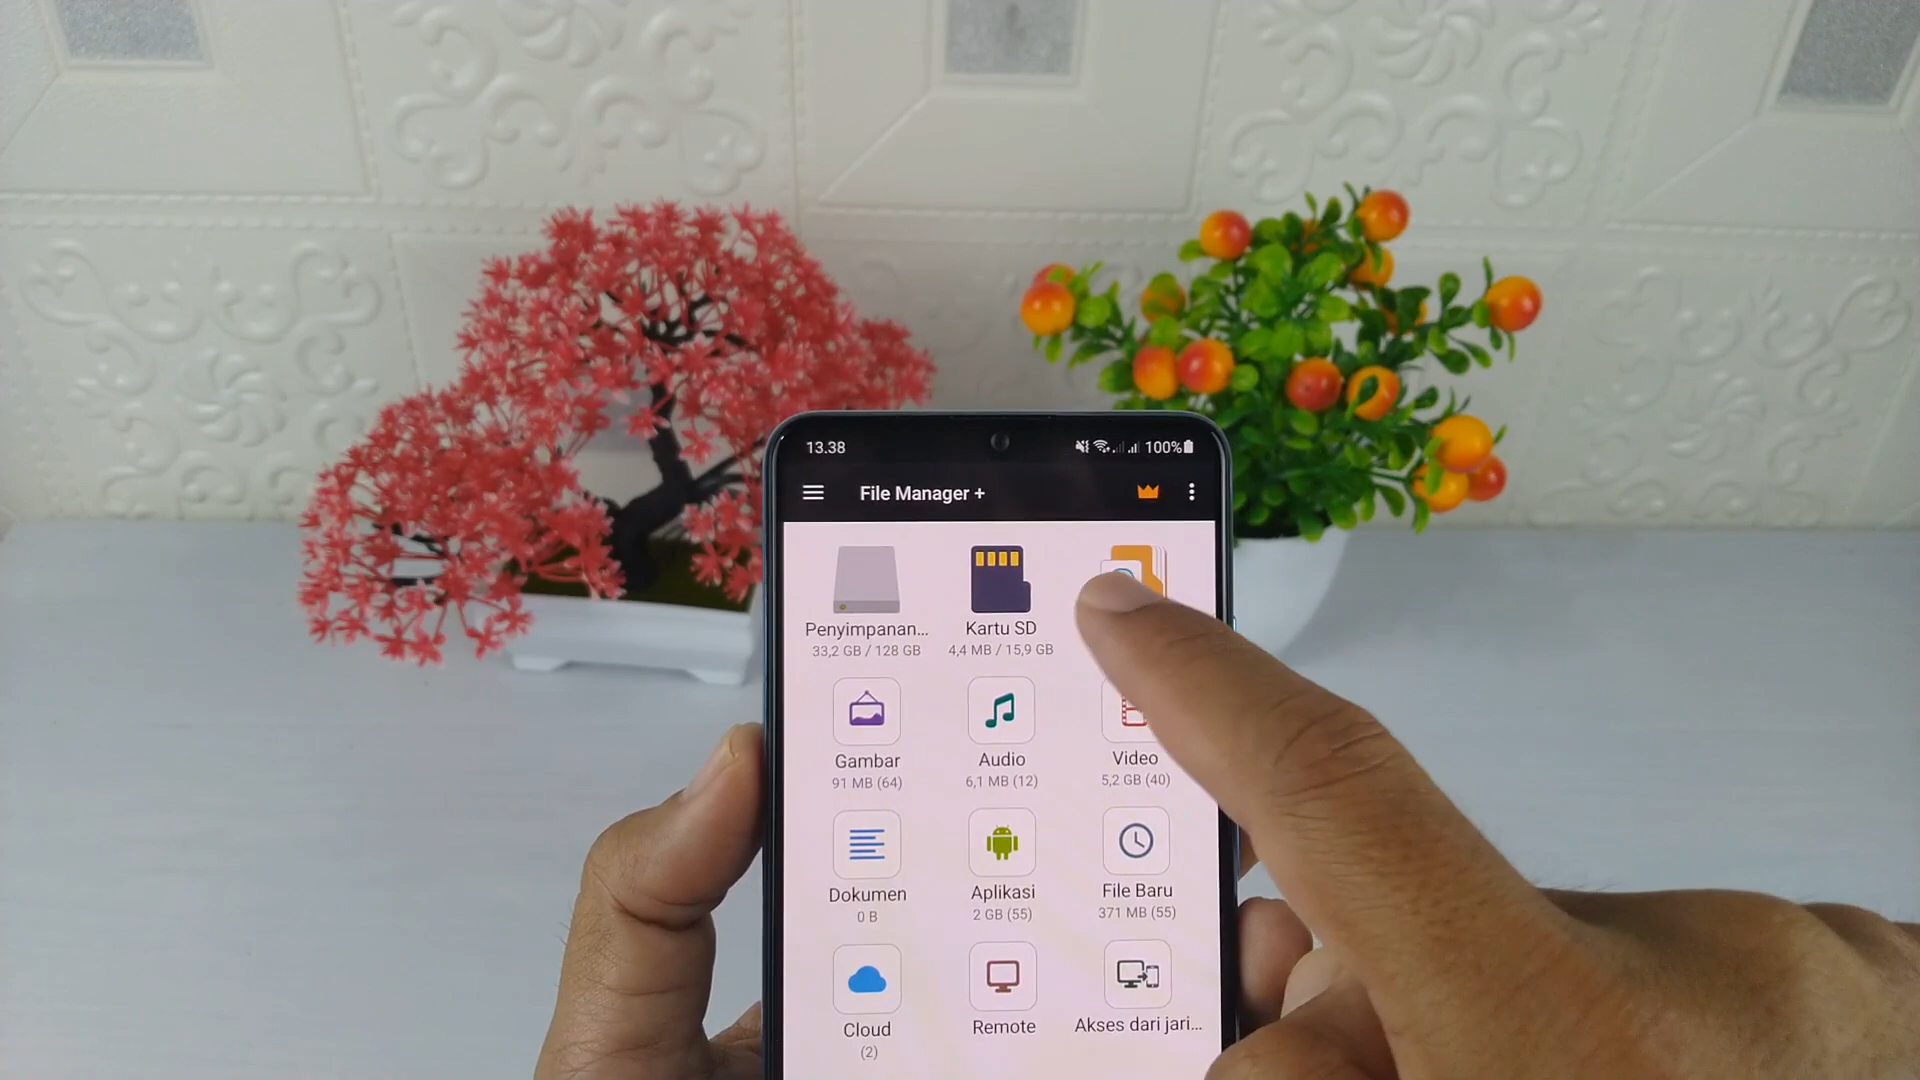 13.38
100%
File Manager +
Penyimpanan...
33,2 GB / 128 GB
Kartu SD
4,4 MB / 15,9 GB
Gambar
91 MB (64)
Audio
6,1 MB (12)
Video
5,2 GB (40)
Dokumen
0 B
Aplikasi
2 GB (55)
File Baru
371 MB (55)
Cloud
(2)
Remote
Akses dari jari...